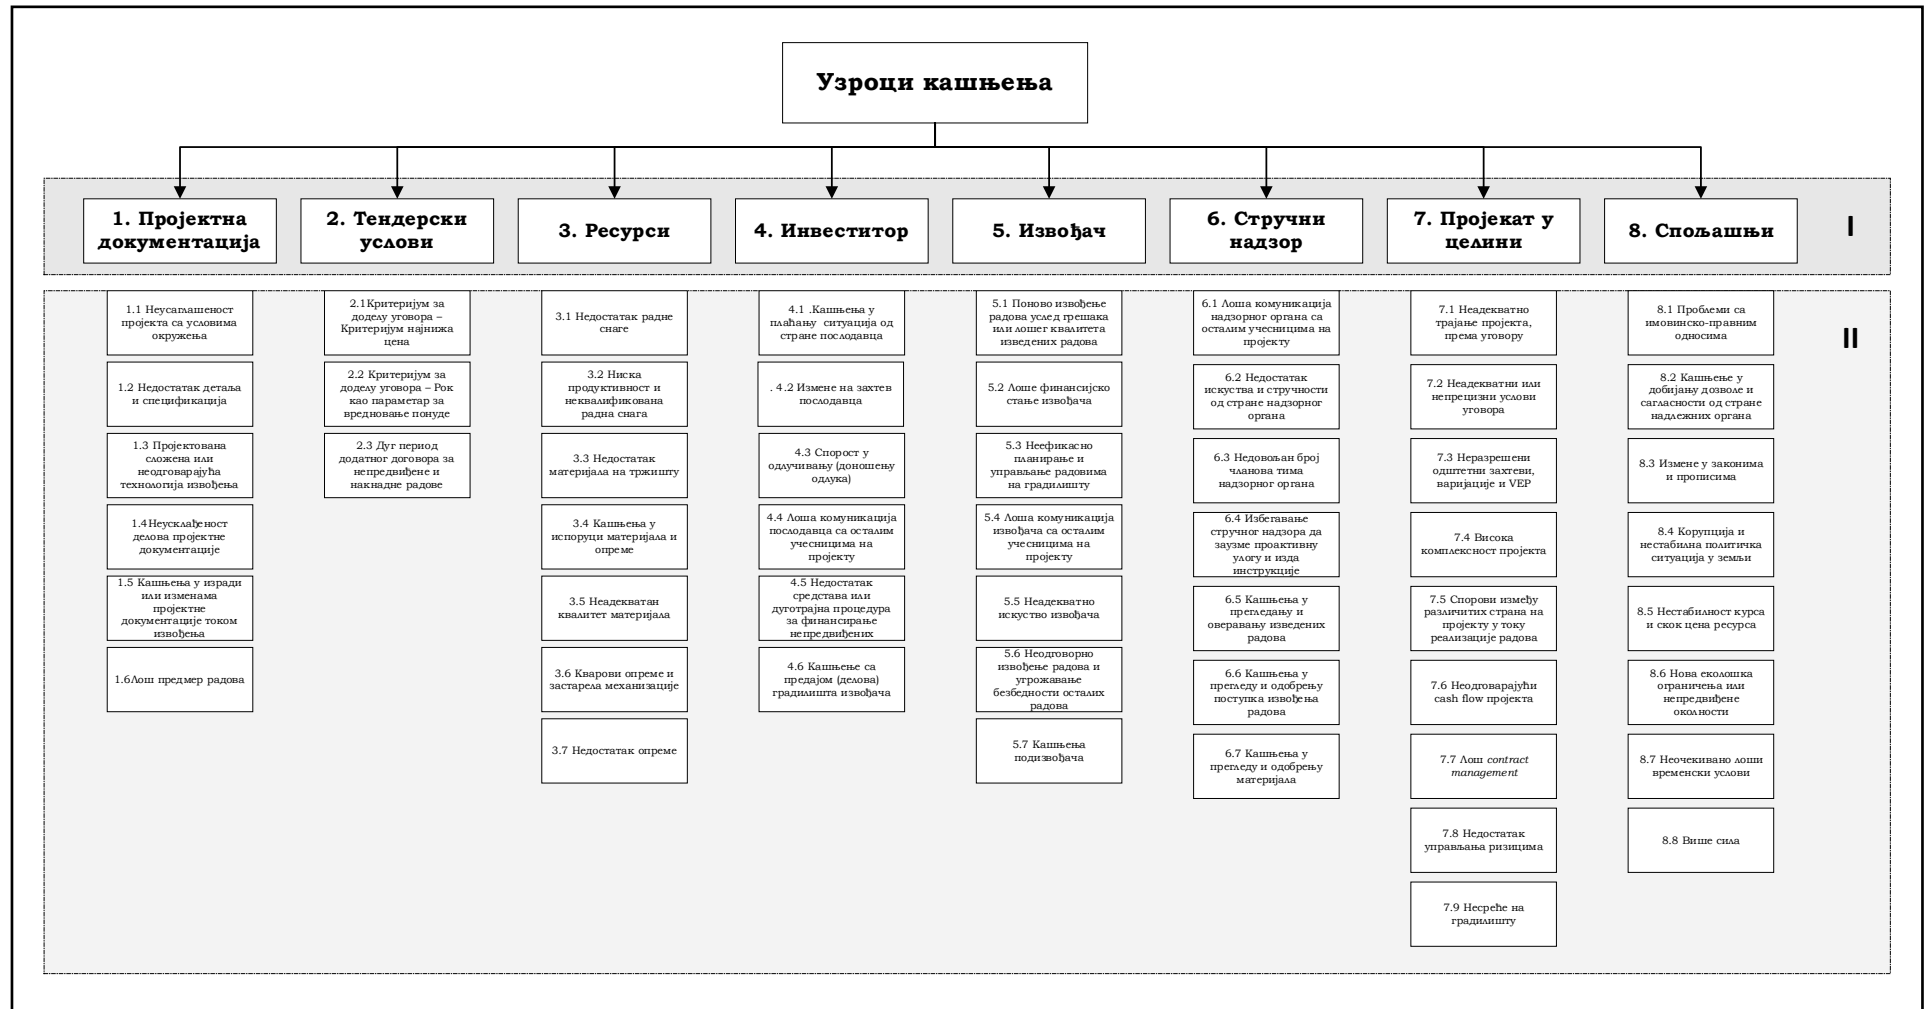 Узроци кашњења
1. Пројектна
документација
2. Тендерски
услови
3. Ресурси
4. Инвеститор
5. Извођач
6. Стручни
надзор
7. Пројекат у
целини
8. Спољашњи
I
1.1 Неусаглашеност
пројекта са условима
окружења
1.2 Недостатак детаља
и спецификација
1.3 Пројектована
сложена или
неодговарајућа
технологија извођења
1.4Неусклађеност
делова пројектне
документације
1.5 Кашњења у изради
или изменама
пројектне
документације током
извођења
1.6Лош предмер радова
2.1Критеријум за
доделу уговора –
Критеријум најнижа
цена
2.2 Критеријум за
доделу уговора – Рок
као параметар за
вредновање понуде
2.3 Дуг период
додатног договора за
непредвиђене и
накнадне радове
3.1 Недостатак радне
снаге
3.2 Ниска
продуктивност и
неквалификована
радна снага
3.3 Недостатак
материјала на тржишту
3.4 Кашњења у
испоруци материјала и
опреме
3.5 Неадекватан
квалитет материјала
3.6 Кварови опреме и
застарела механизације
3.7 Недостатак опреме
4.1 .Кашњења у
плаћању ситуација од
стране послодавца
. 4.2 Измене на захтев
послодавца
4.3 Спорост у
одлучивању (доношењу
одлука)
4.4 Лоша комуникација
послодавца са осталим
учесницима на
пројекту
4.5 Недостатак
средстава или
дуготрајна процедура
за финансирање
непредвиђених
4.6 Кашњење са
предајом (делова)
градилишта извођача
5.1 Поново извођење
радова услед грешака
или лошег квалитета
изведених радова
5.2 Лоше финансијско
стање извођача
5.3 Неефикасно
планирање и
управљање радовима
на градилишту
5.4 Лоша комуникација
извођача са осталим
учесницима на
пројекту
5.5 Неадекватно
искуство извођача
5.6 Неодговорно
извођење радова и
угрожавање
безбедности осталих
радова
5.7 Кашњења
подизвођача
6.1 Лоша комуникација
надзорног органа са
осталим учесницима на
пројекту
6.2 Недостатак
искуства и стручности
од стране надзорног
органа
6.3 Недовољан број
чланова тима
надзорног органа
6.4 Избегавање
стручног надзора да
заузме проактивну
улогу и изда
инструкције
6.5 Кашњења у
прегледању и
оверавању изведених
радова
6.6 Кашњења у
прегледу и одобрењу
поступка извођења
радова
6.7 Кашњења у
прегледу и одобрењу
материјала
7.1 Неадекватно
трајање пројекта,
према уговору
7.2 Неадекватни или
непрецизни услови
уговора
7.3 Неразрешени
одштетни захтеви,
варијације и VEP
7.4 Висока
комплексност пројекта
7.5 Спорови између
различитих страна на
пројекту у току
реализације радова
7.6 Неодговарајући
cash flow пројекта
7.7 Лош contract
management
7.8 Недостатак
управљања ризицима
7.9 Несреће на
градилишту
8.1 Проблеми са
имовинско-правним
односима
8.2 Кашњење у
добијању дозволе и
сагласности од стране
надлежних органа
8.3 Измене у законима
и прописима
8.4 Корупција и
нестабилна политичка
ситуација у земљи
8.5 Нестабилност курса
и скок цена ресурса
8.6 Нова еколошка
ограничења или
непредвиђене
околности
8.7 Неочекивано лоши
временски услови
8.8 Више сила
II